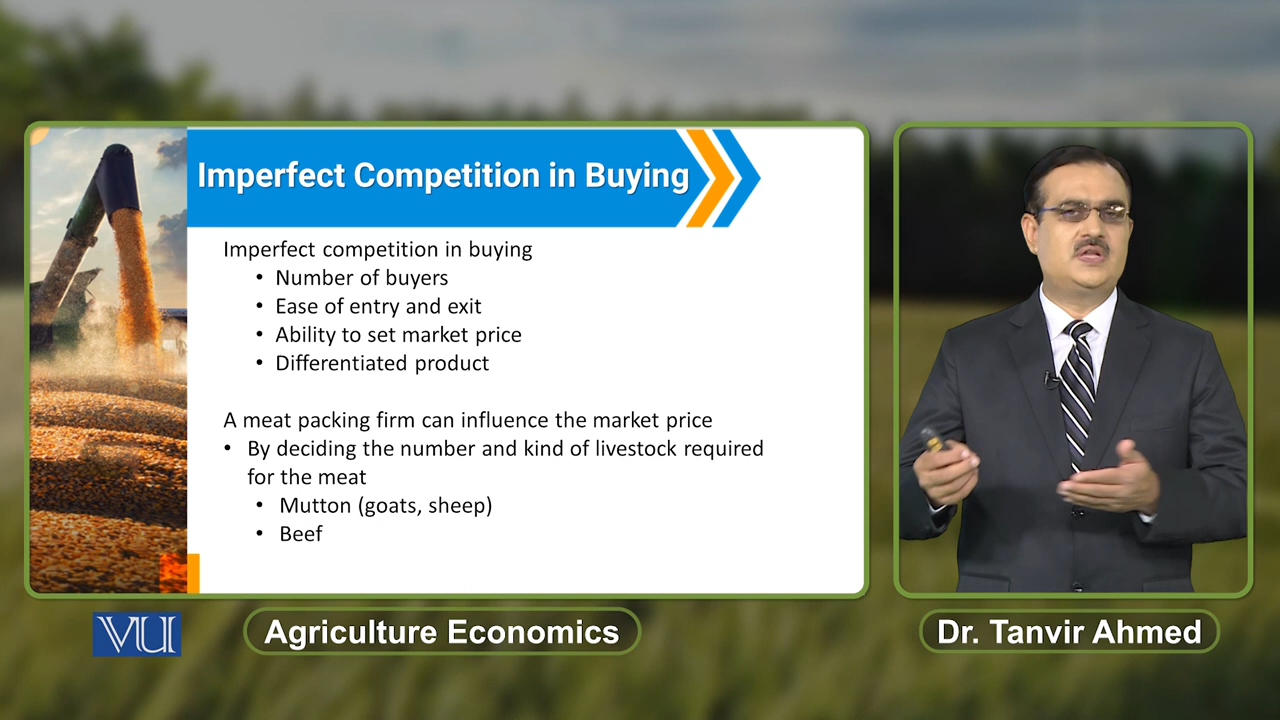 Imperfect Competition in Buying
Imperfect competition in buying
• Number of buyers
• Ease of entry and exit
• Ability to set market price
• Differentiated product
A meat packing firm can influence the market price
• By deciding the number and kind of livestock required
for the meat
• Mutton (goats, sheep)
• Beef
VU
Agriculture Economics
Dr. Tanvir Ahmed